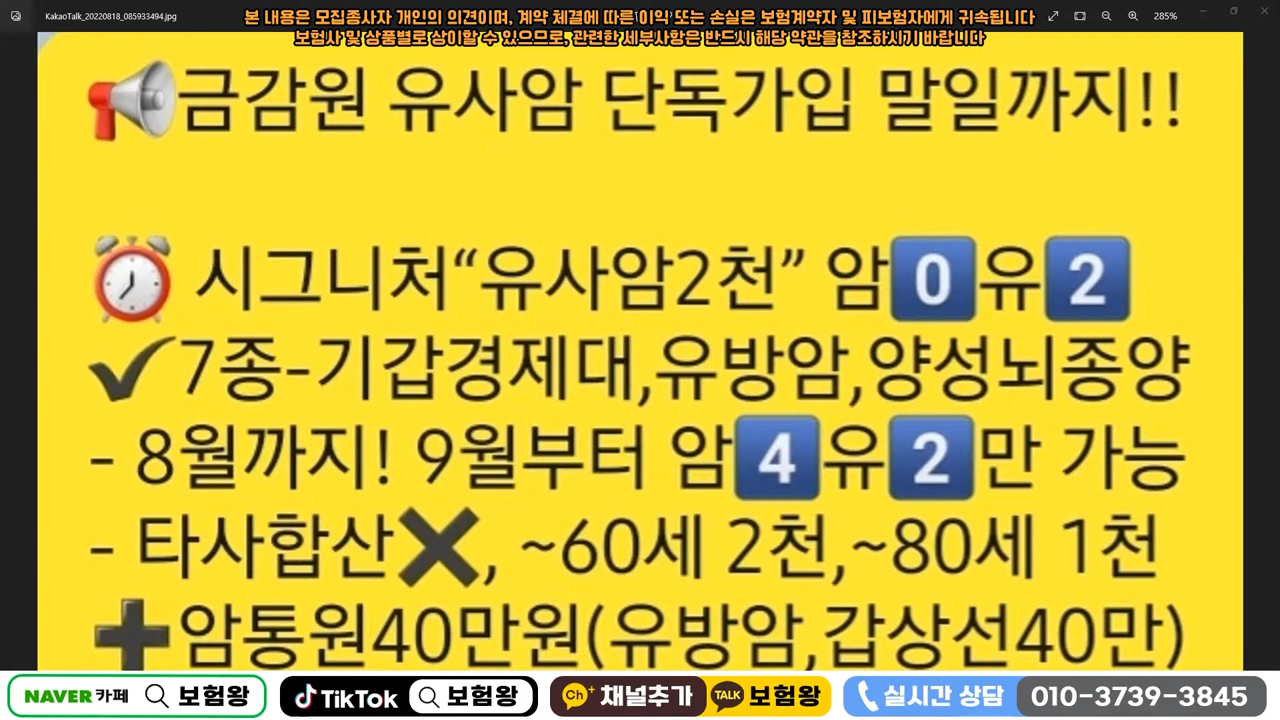 KakaoTalk_20220818_085933494.jpg
본 내용은 모집종사자 개인의 의견이며, 계약 체결에 따른 이익 또는 손실은 보험계약자 및 피보험자에게 귀속됩니다
285%
보험사 및 상품별로 상이할 수 있으므로, 관련한 세부사항은 반드시 해당 약관을 참조하시기 바랍니다
📢금감원 유사암 단독가입 말일까지!!
⏰ 시그니처“유사암2천” 암0️⃣유2️⃣
✔7종-기갑경제대,유방암,양성뇌종양
- 8월까지! 9월부터 암4️⃣유2️⃣만 가능
- 타사합산✖, ~60세 2천,~80세 1천
➕암통원40만원(유방암,갑상선40만)
NAVER 카페 보험왕 TikTok 보험왕 Ch+ 채널추가 TALK 보험왕 실시간 상담 010-3739-3845